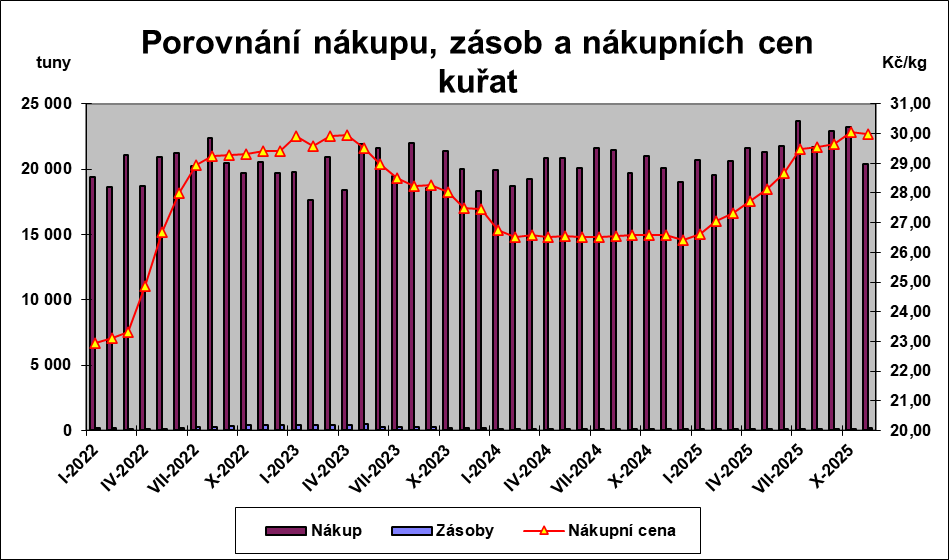 Porovnání nákupu, zásob a nákupních cen
kuřat
tuny
Kč/kg
25 000
20 000
15 000
10 000
5 000
0
31,00
30,00
29,00
28,00
27,00
26,00
25,00
24,00
23,00
22,00
21,00
20,00
I-2022
IV-2022
VII-2022
X-2022
I-2023
IV-2023
VII-2023
X-2023
I-2024
IV-2024
VII-2024
X-2024
I-2025
IV-2025
VII-2025
X-2025
Nákup Zásoby Nákupní cena